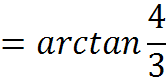 = arctan 4/3